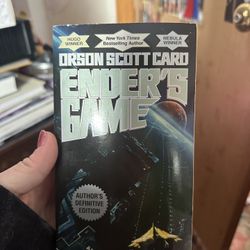 HUGO WINNER
New York Times Bestselling Author
NEBULA WINNER
ORSON SCOTT CARD
ENDER'S
GAME
AUTHOR'S
DEFINITIVE
EDITION